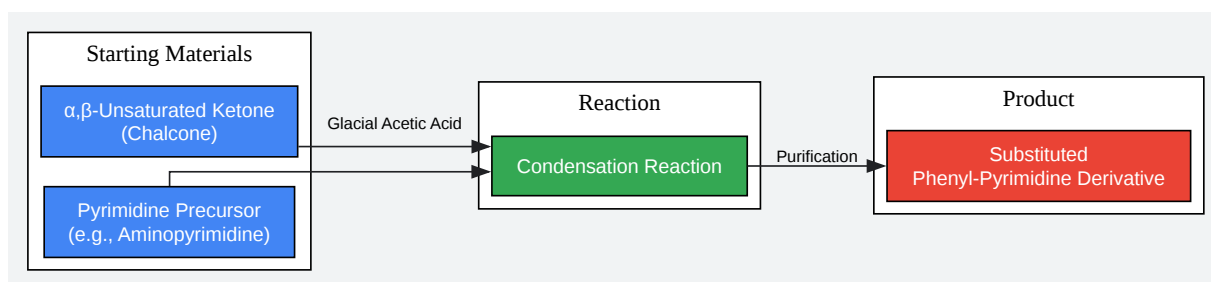 Starting Materials
α,β-Unsaturated Ketone
(Chalcone)
Pyrimidine Precursor
(e.g., Aminopyrimidine)
Glacial Acetic Acid
Reaction
Condensation Reaction
Purification
Product
Substituted
Phenyl-Pyrimidine Derivative